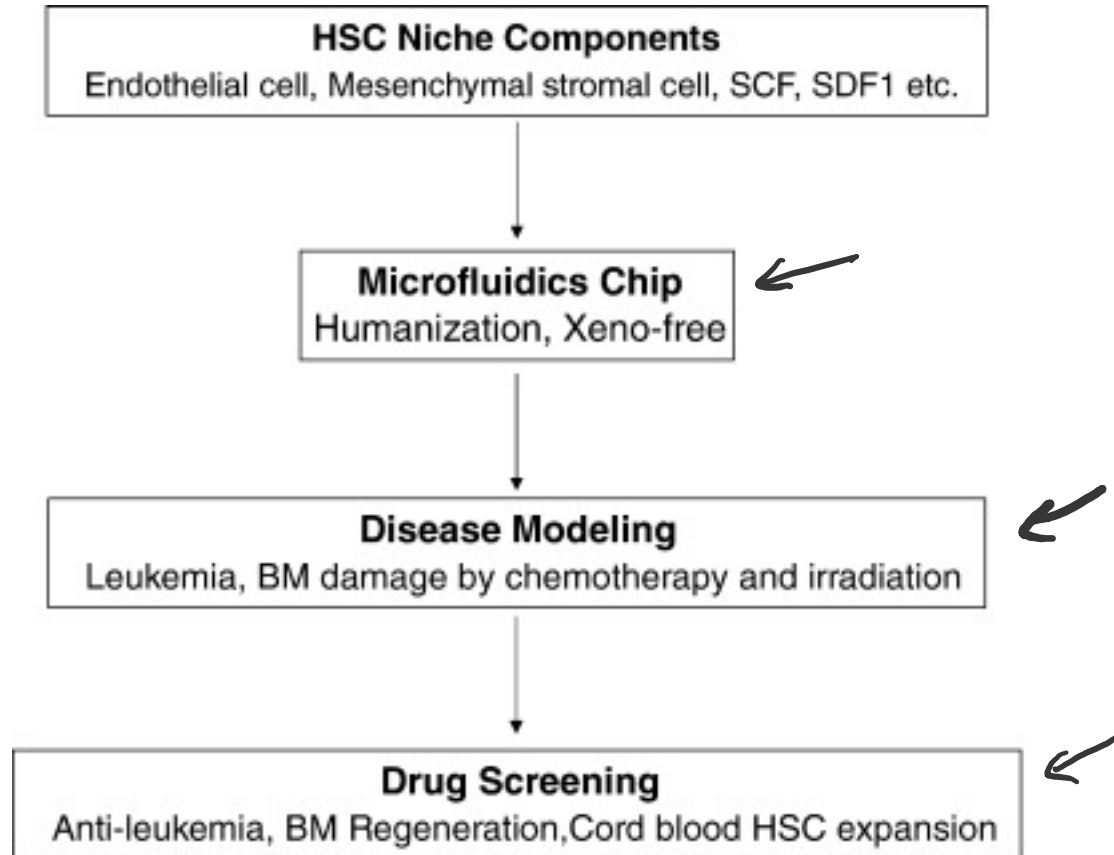 HSC Niche Components
Endothelial cell, Mesenchymal stromal cell, SCF, SDF1 etc.
Microfluidics Chip
Humanization, Xeno-free
Disease Modeling
Leukemia, BM damage by chemotherapy and irradiation
Drug Screening
Anti-leukemia, BM Regeneration,Cord blood HSC expansion